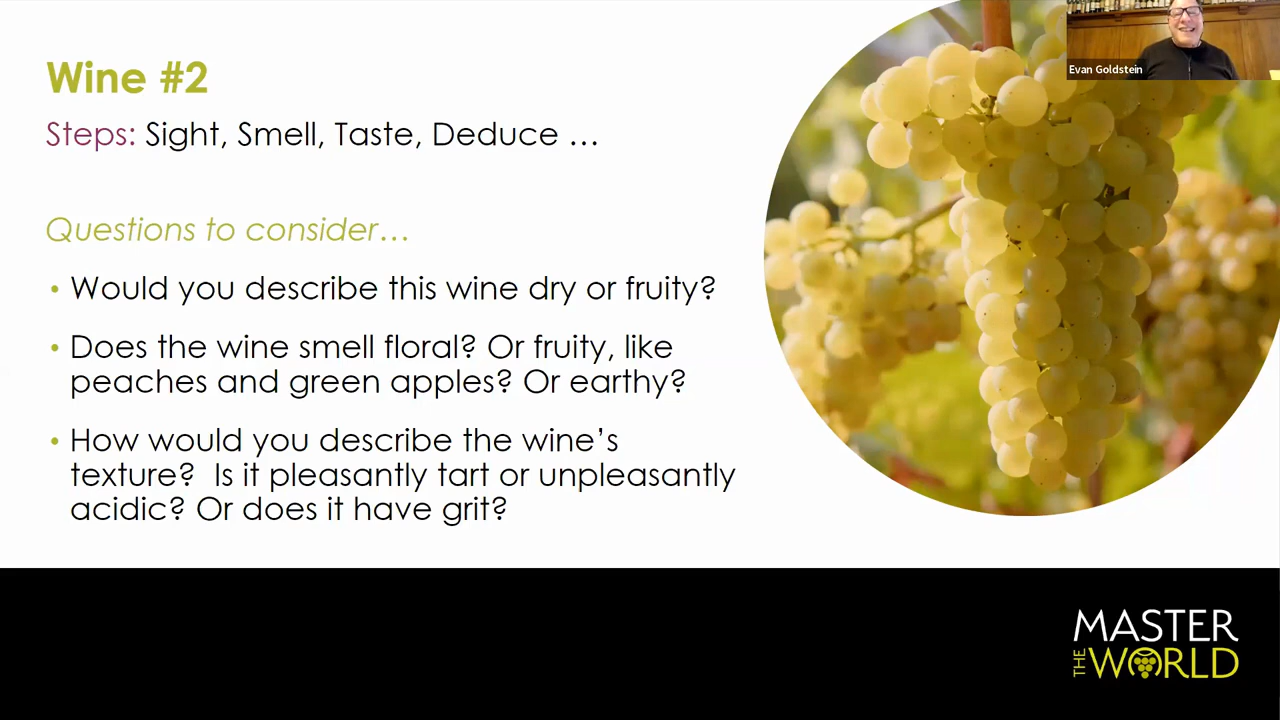 Wine #2
Steps: Sight, Smell, Taste, Deduce …
Questions to consider…
• Would you describe this wine dry or fruity?
• Does the wine smell floral? Or fruity, like
peaches and green apples? Or earthy?
• How would you describe the wine’s
texture?  Is it pleasantly tart or unpleasantly
acidic? Or does it have grit?
Evan Goldstein
MASTER
THE WORLD